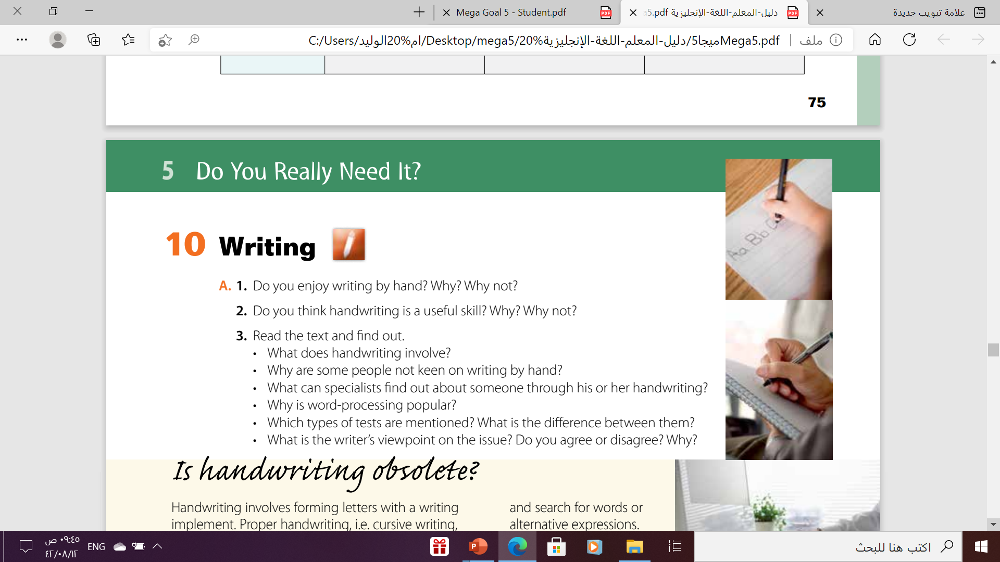 علامة تبويب جديدة
دليل-المعلم-اللغة-الإنجليزية a5.pdf
Mega Goal 5 - Student.pdf
ملف
C:/Users/ام%20الوليد/Desktop/mega5/20%دليل-المعلم-اللغة-الإنجليزية/ميجا5Mega5.pdf
75
5 Do You Really Need It?
10 Writing
A. 1. Do you enjoy writing by hand? Why? Why not?
2. Do you think handwriting is a useful skill? Why? Why not?
3. Read the text and find out.
• What does handwriting involve?
• Why are some people not keen on writing by hand?
• What can specialists find out about someone through his or her handwriting?
• Why is word-processing popular?
• Which types of tests are mentioned? What is the difference between them?
• What is the writer's viewpoint on the issue? Do you agree or disagree? Why?
Aa Bb C
Is handwriting obsolete?
Handwriting involves forming letters with a writing
implement. Proper handwriting, i.e. cursive writing,
and search for words or
alternative expressions.
اكتب هنا للبحث
ENG
٠٩:٤٥ ص
٤٢/٠٨/١٢